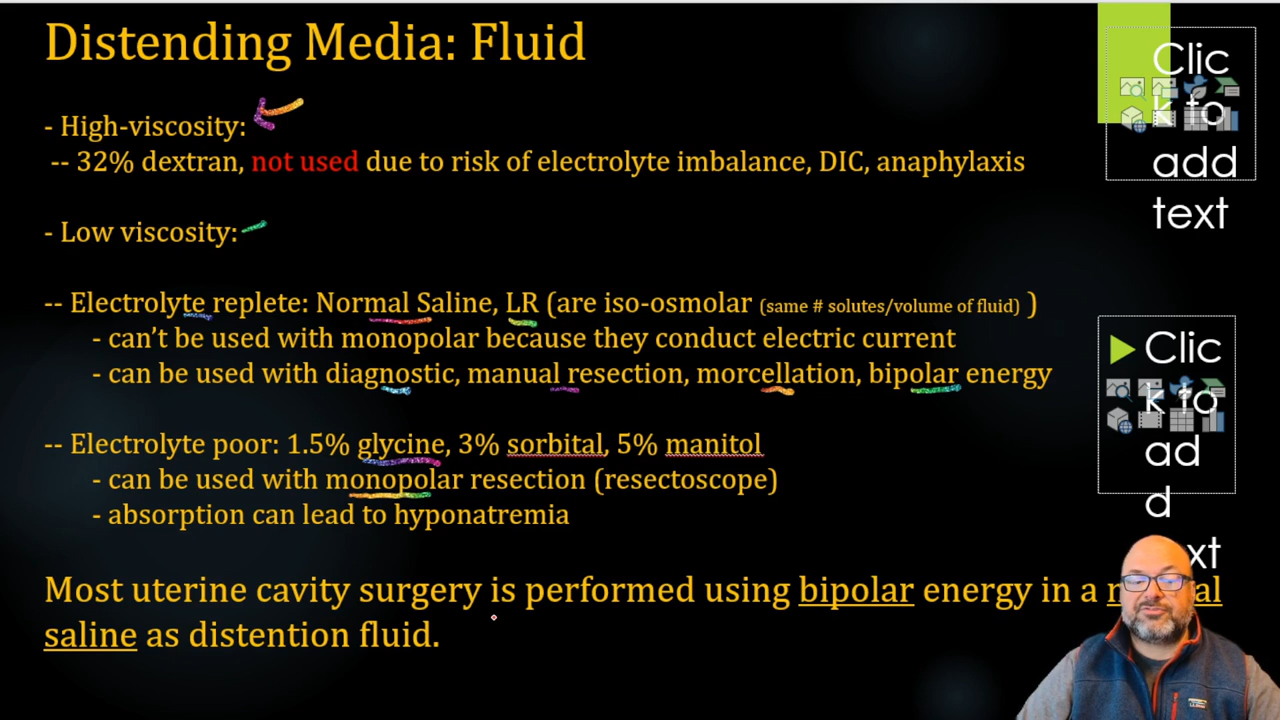 Distending Media: Fluid
- High-viscosity:
-- 32% dextran, not used due to risk of electrolyte imbalance, DIC, anaphylaxis
- Low viscosity:
-- Electrolyte replete: Normal Saline, LR (are iso-osmolar (same # solutes/volume of fluid) )
- can’t be used with monopolar because they conduct electric current
- can be used with diagnostic, manual resection, morcellation, bipolar energy
-- Electrolyte poor: 1.5% glycine, 3% sorbital, 5% manitol
- can be used with monopolar resection (resectoscope)
- absorption can lead to hyponatremia
Most uterine cavity surgery is performed using bipolar energy in a
saline as distention fluid.
Clic
k to
add
text
Clic
k to
ad
d
xt